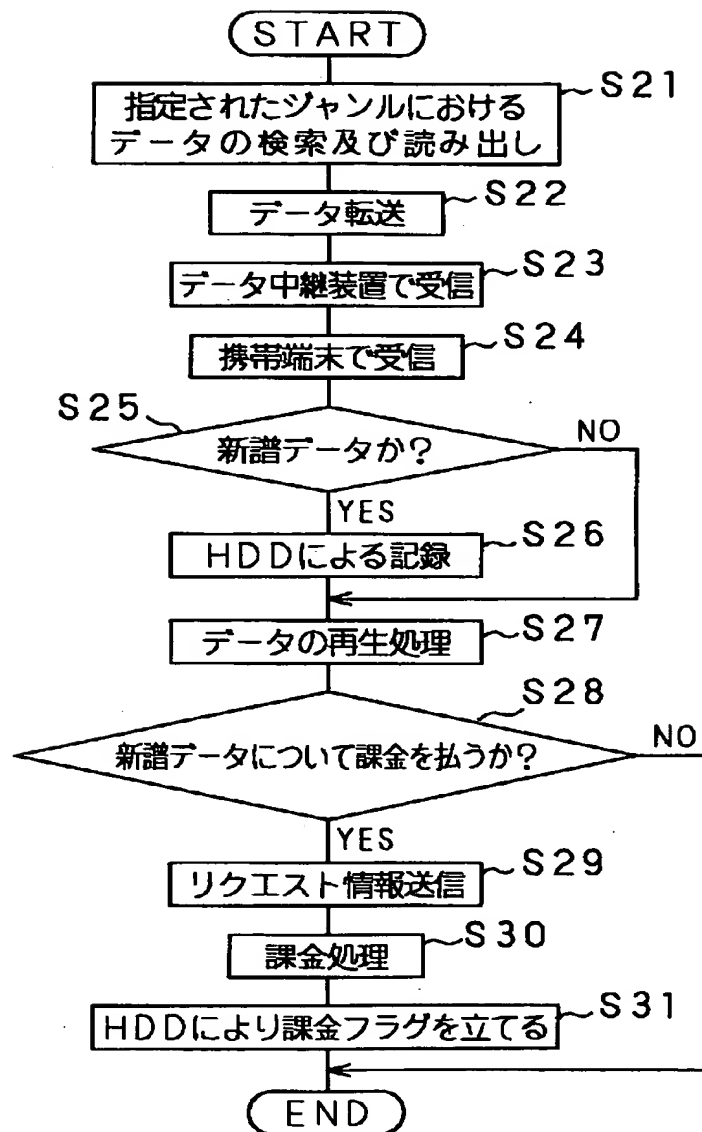 START
S21
指定されたジャンルにおける
データの検索及び読み出し
S22
データ転送
S23
データ中継装置で受信
S24
携帯端末で受信
S25
新譜データか?
NO
YES
S26
HDDによる記録
S27
データの再生処理
S28
新譜データについて課金を払うか?
NO
YES
S29
リクエスト情報送信
S30
課金処理
S31
HDDにより課金フラグを立てる
END